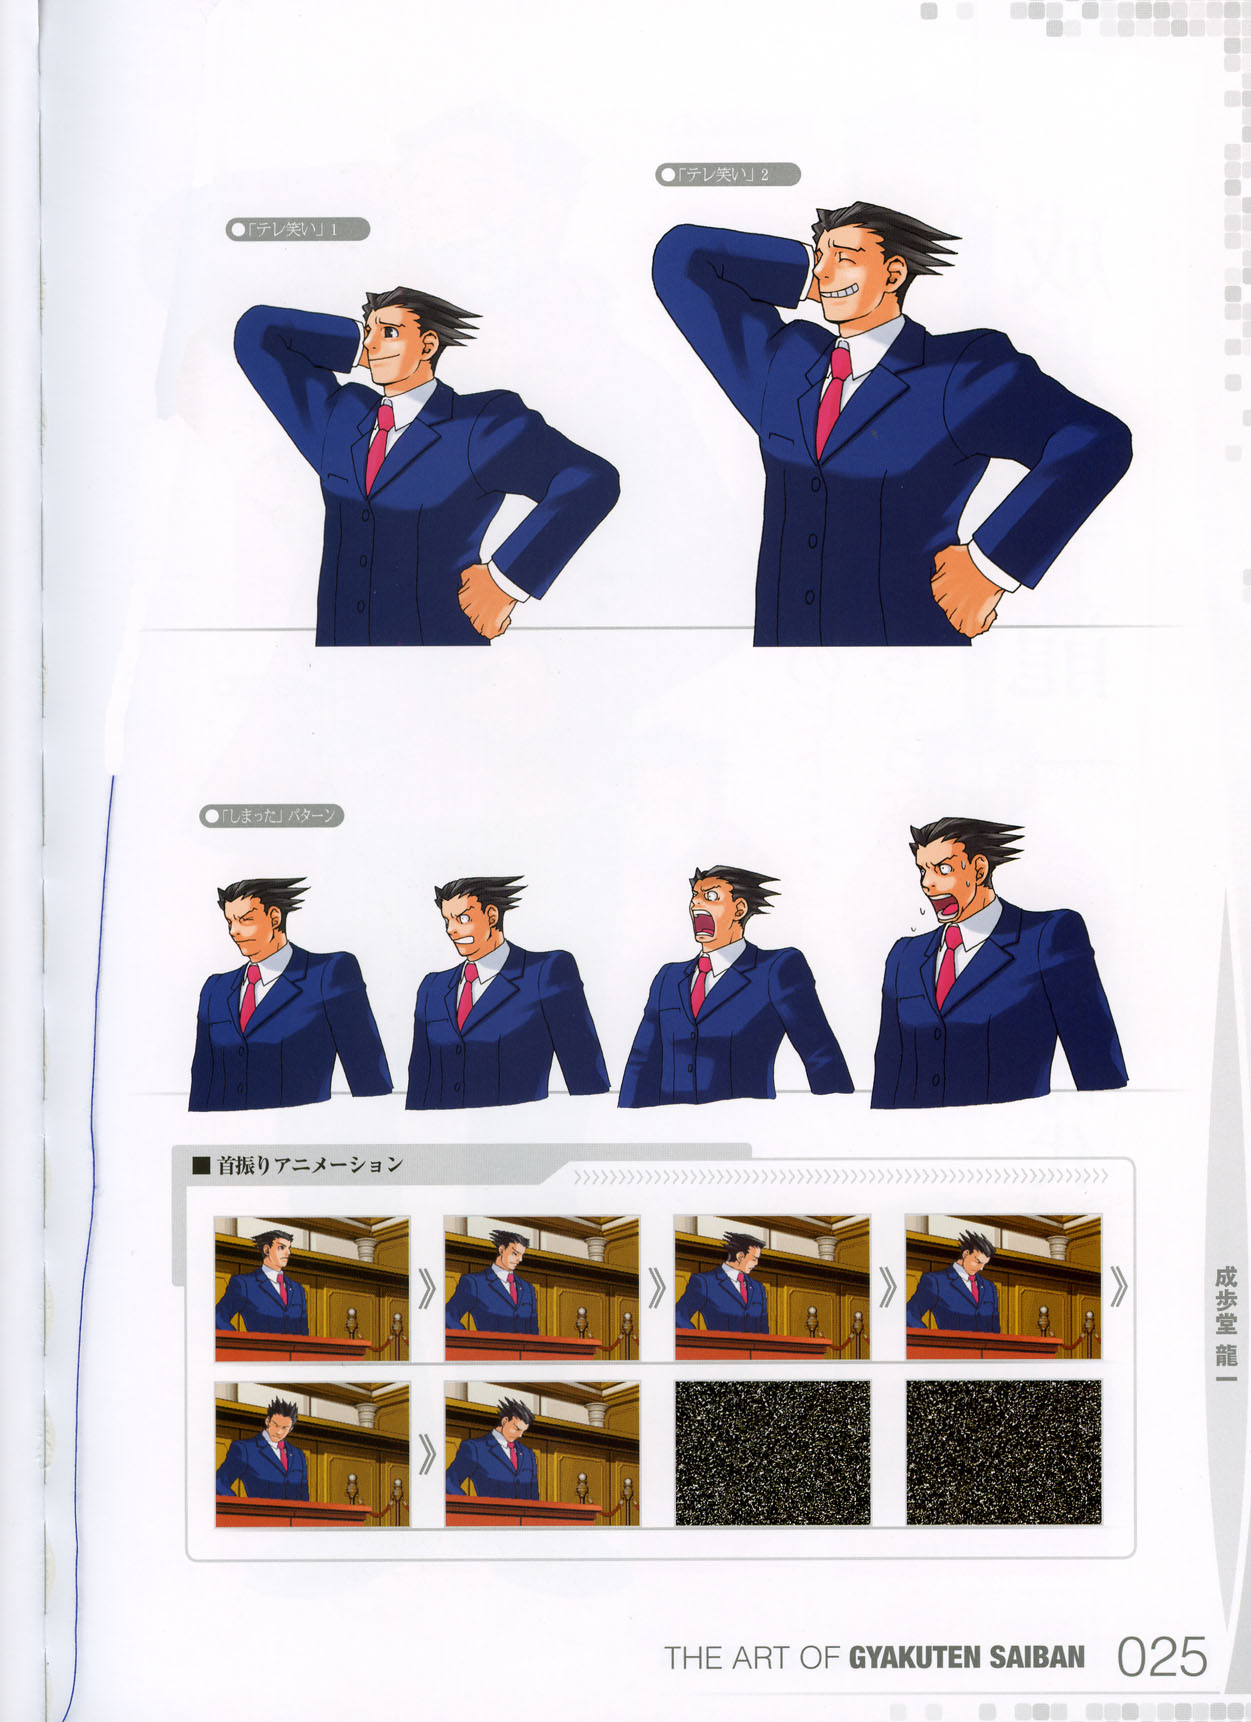 「テレ笑い」1
「テレ笑い」2
「しまった」パターン
■ 首振りアニメーション
成歩堂 龍一
THE ART OF GYAKUTEN SAIBAN 025